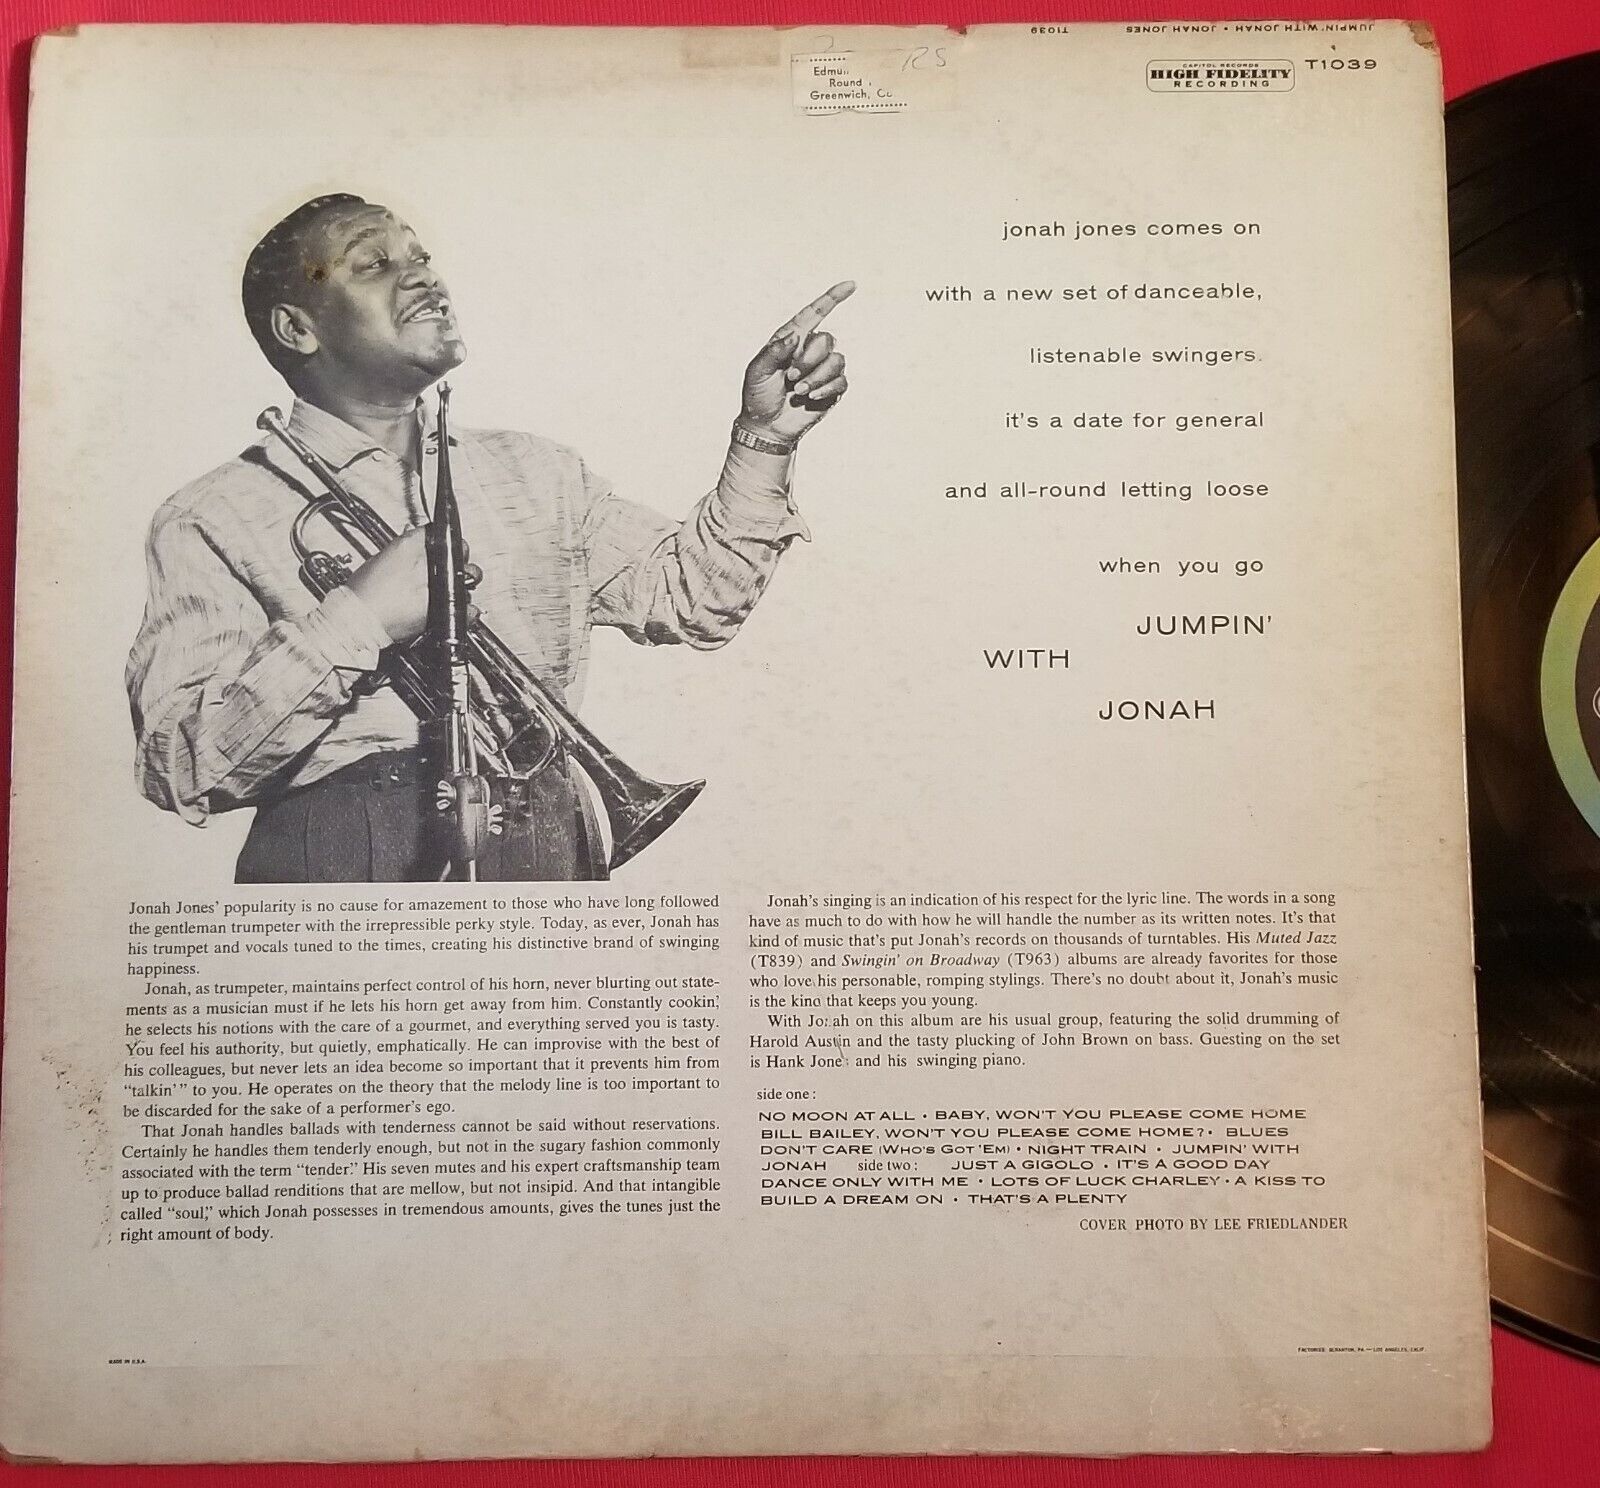 JUMPIN' WITH JONAH • JONAH JONES T1039
RS
Round
Greenwich,
CAPITOL RECORDS
HIGH FIDELITY
RECORDING
T1039
jonah jones comes on
with a new set of danceable,
listenable swingers.
it's a date for general
and all-round letting loose
when you go
JUMPIN'
WITH
JONAH
Jonah Jones' popularity is no cause for amazement to those who have long followed
the gentleman trumpeter with the irrepressible perky style. Today, as ever, Jonah has
his trumpet and vocals tuned to the times, creating his distinctive brand of swinging
happiness.
Jonah, as trumpeter, maintains perfect control of his horn, never blurting out state-
ments as a musician must if he lets his horn get away from him. Constantly cookin',
he selects his notions with the care of a gourmet, and everything served you is tasty.
You feel his authority, but quietly, emphatically. He can improvise with the best of
his colleagues, but never lets an idea become so important that it prevents him from
"talkin'" to you. He operates on the theory that the melody line is too important to
be discarded for the sake of a performer's ego.
That Jonah handles ballads with tenderness cannot be said without reservations.
Certainly he handles them tenderly enough, but not in the sugary fashion commonly
associated with the term "tender." His seven mutes and his expert craftsmanship team
up to produce ballad renditions that are mellow, but not insipid. And that intangible
called "soul," which Jonah possesses in tremendous amounts, gives the tunes just the
right amount of body.
Jonah's singing is an indication of his respect for the lyric line. The words in a song
have as much to do with how he will handle the number as its written notes. It's that
kind of music that's put Jonah's records on thousands of turntables. His Muted Jazz
(T839) and Swingin' on Broadway (T963) albums are already favorites for those
who love his personable, romping stylings. There's no doubt about it, Jonah's music
is the kind that keeps you young.
With Jonah on this album are his usual group, featuring the solid drumming of
Harold Austin and the tasty plucking of John Brown on bass. Guesting on the set
is Hank Jones and his swinging piano.
side one:
NO MOON AT ALL • BABY, WON'T YOU PLEASE COME HOME
BILL BAILEY, WON'T YOU PLEASE COME HOME? • BLUES
DON'T CARE (WHO'S GOT 'EM) • NIGHT TRAIN • JUMPIN' WITH
JONAH side two: JUST A GIGOLO • IT'S A GOOD DAY
DANCE ONLY WITH ME • LOTS OF LUCK CHARLEY • A KISS TO
BUILD A DREAM ON • THAT'S A PLENTY
COVER PHOTO BY LEE FRIEDLANDER
MADE IN U.S.A.
FACTORIES: SCRANTON, PA. — LOS ANGELES, CALIF.